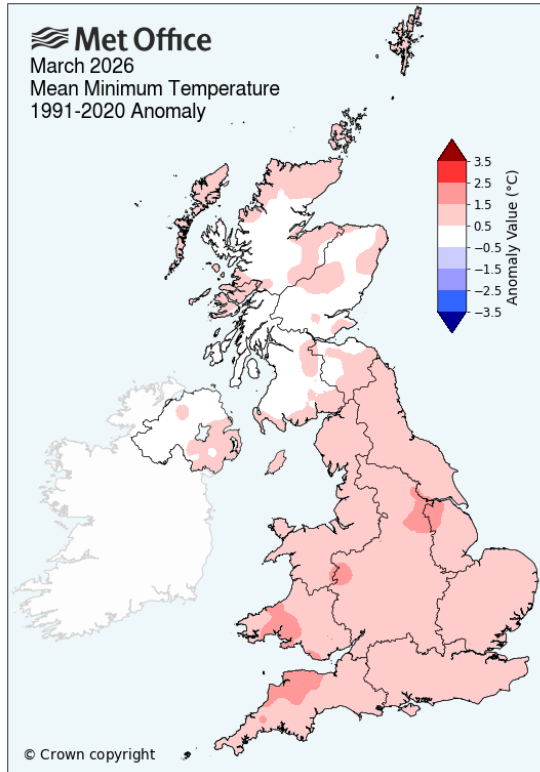 Met Office
March 2026
Mean Minimum Temperature
1991-2020 Anomaly
3.5
2.5
1.5
0.5
−0.5
−1.5
−2.5
−3.5
Anomaly Value (°C)
© Crown copyright